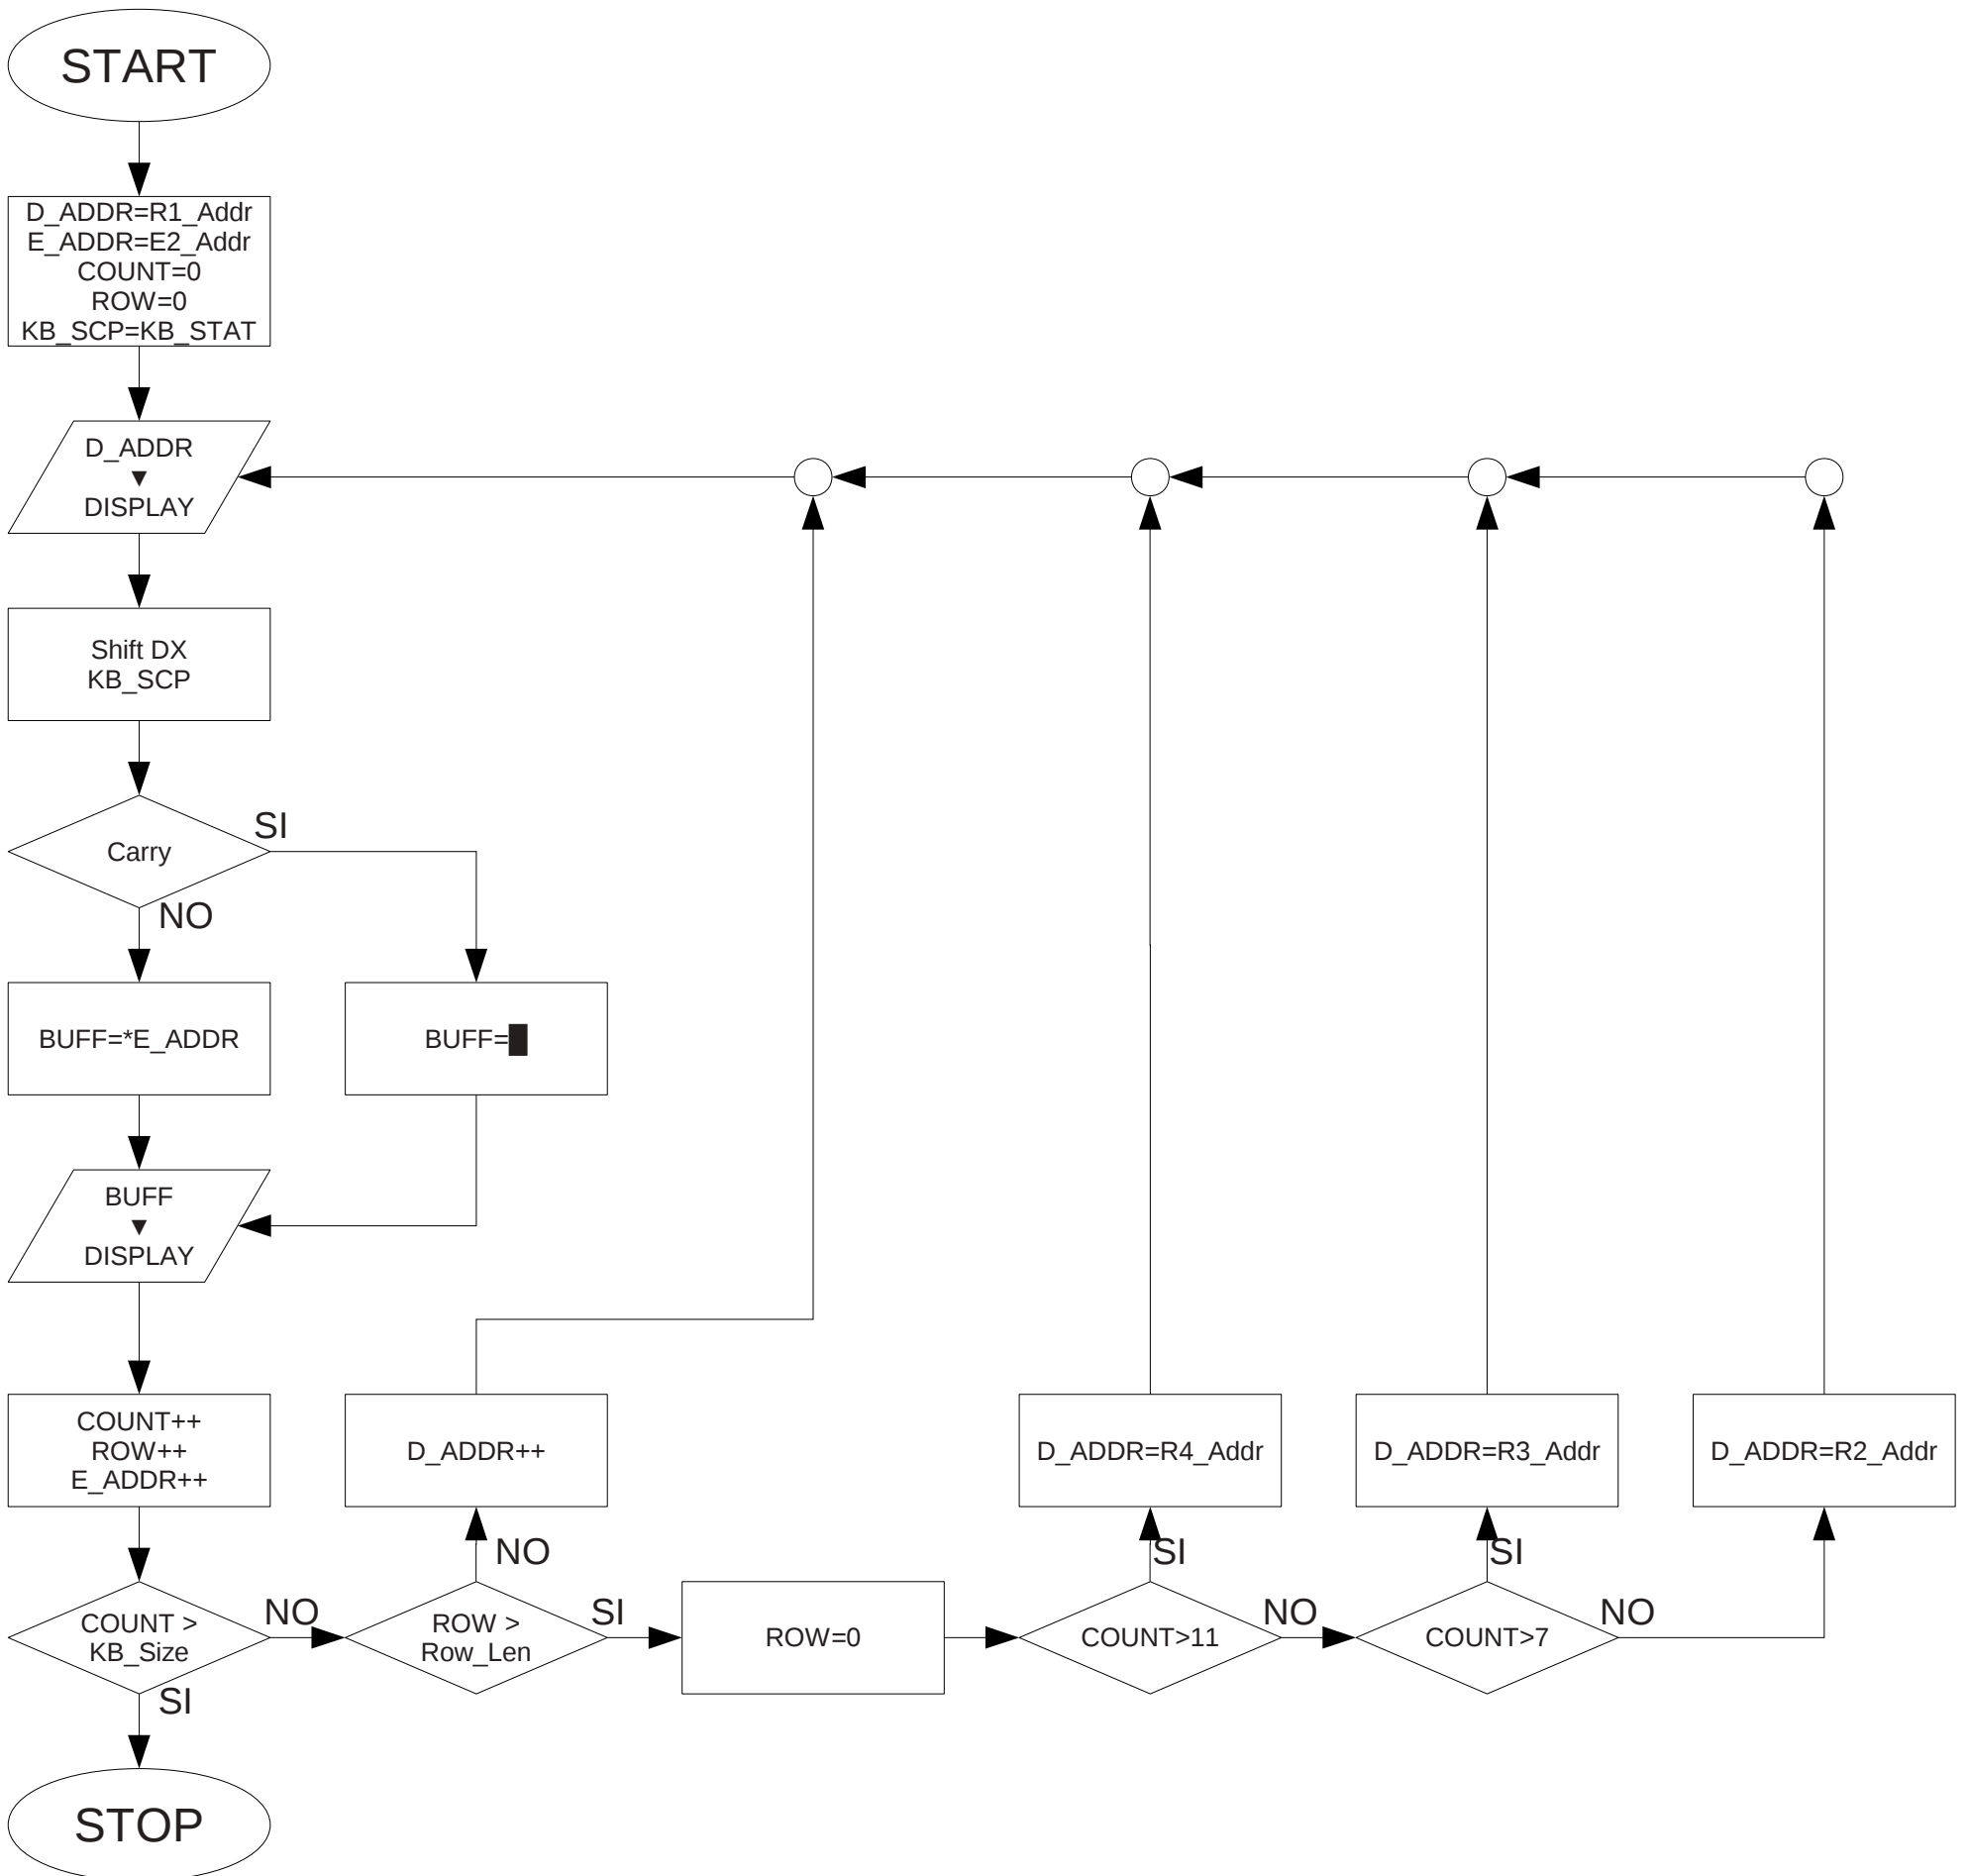 START
D_ADDR=R1_Addr
E_ADDR=E2_Addr
COUNT=0
ROW=0
KB_SCP=KB_STAT
D_ADDR
▼
DISPLAY
Shift DX
KB_SCP
Carry
SI
NO
BUFF=*E_ADDR
BUFF=█
BUFF
▼
DISPLAY
COUNT++
ROW++
E_ADDR++
D_ADDR++
D_ADDR=R4_Addr
D_ADDR=R3_Addr
D_ADDR=R2_Addr
NO
SI
SI
COUNT >
KB_Size
NO
ROW >
Row_Len
SI
ROW=0
COUNT>11
NO
COUNT>7
NO
SI
STOP